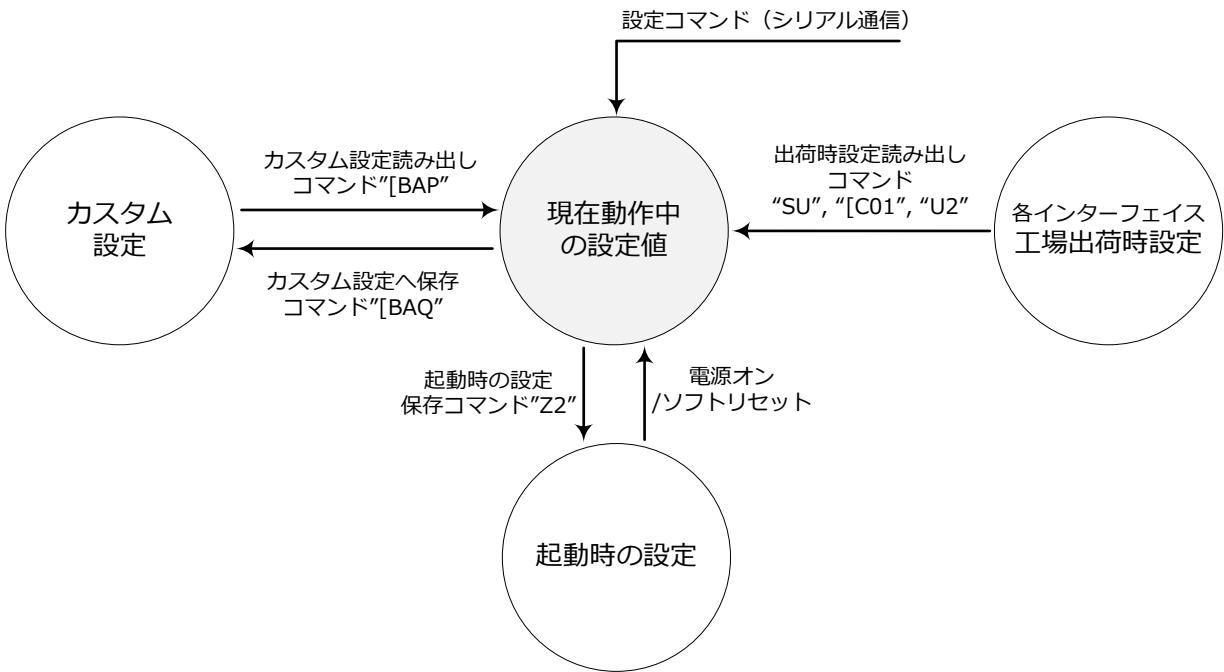 設定コマンド（シリアル通信）
カスタム設定読み出し
コマンド”[BAP”
出荷時設定読み出し
コマンド
“SU”, “[C01”, “U2”
カスタム
設定
現在動作中
の設定値
各インターフェイス
工場出荷時設定
カスタム設定へ保存
コマンド”[BAQ”
起動時の設定
保存コマンド”Z2”
電源オン
/ソフトリセット
起動時の設定